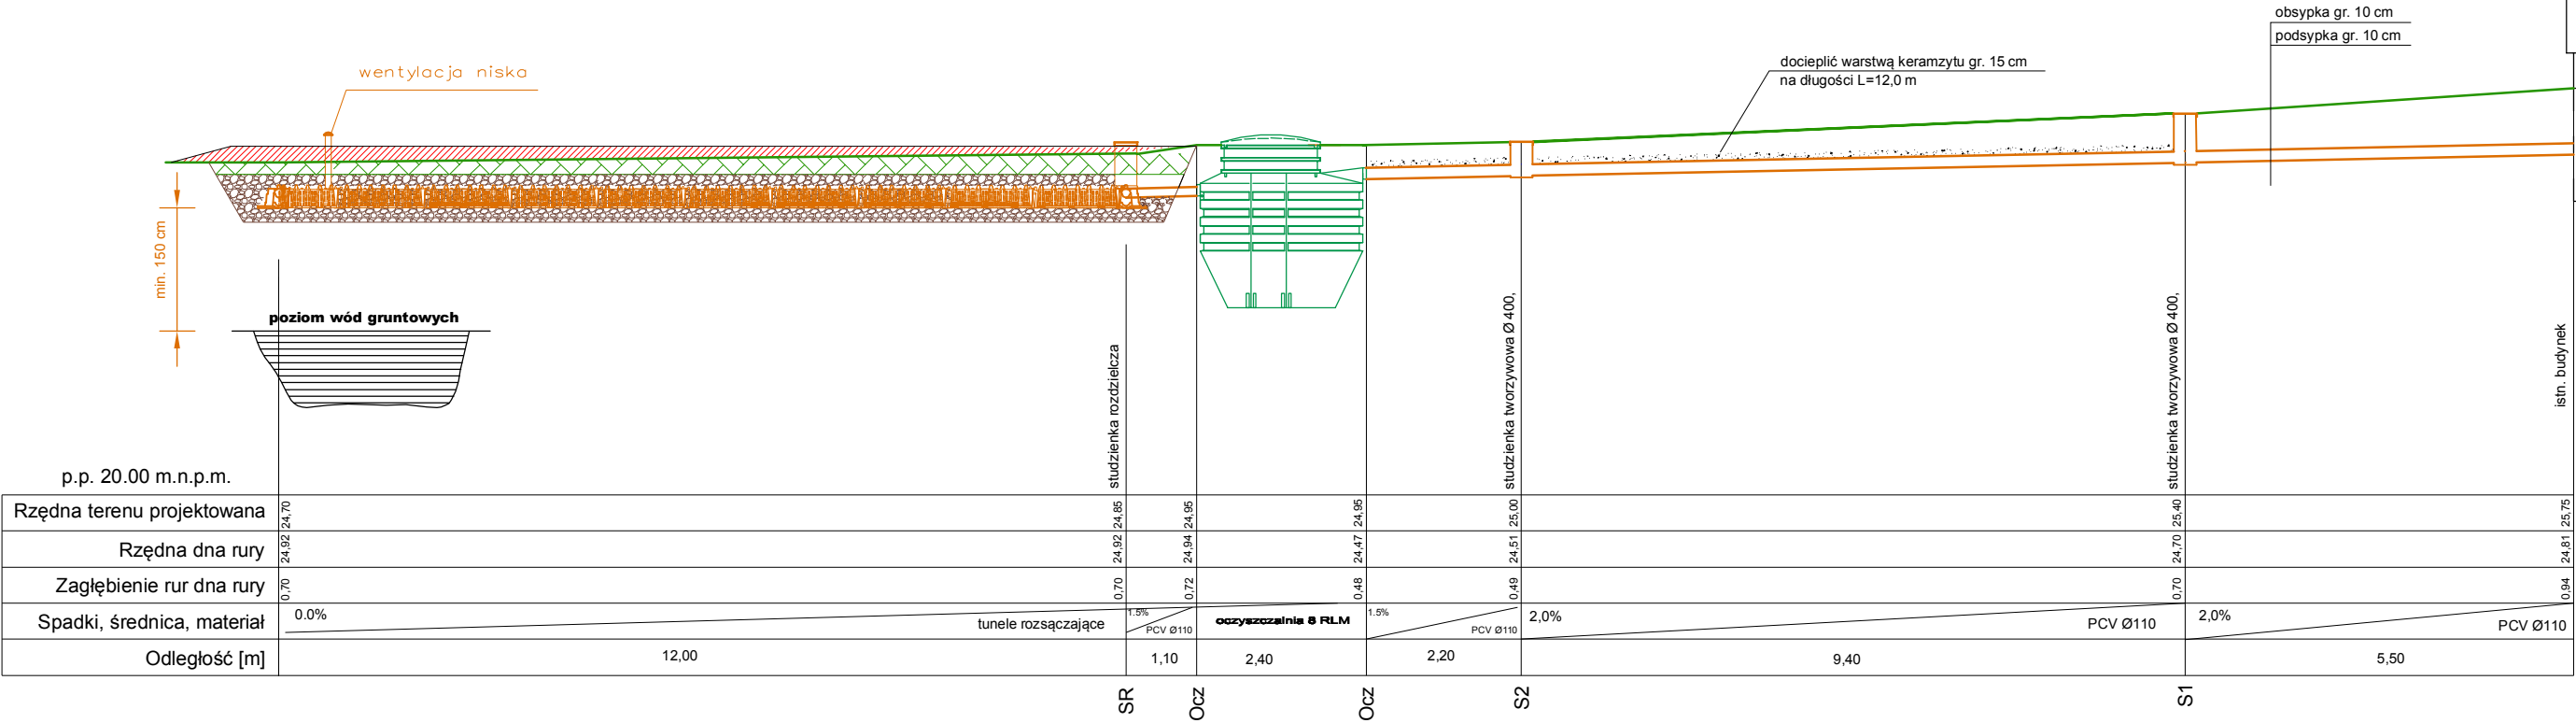 obsypka gr. 10 cm
podsypka gr. 10 cm
docieplić warstwą keramzytu gr. 15 cm
na długości L=12,0 m
wentylacja niska
min. 150 cm
poziom wód gruntowych
studzienka rozdzielcza
studzienka tworzywowa Ø 400,
studzienka tworzywowa Ø 400,
istn. budynek
p.p. 20.00 m.n.p.m.
Rzędna terenu projektowana 24,70 24,85 24,95 24,95 25,00 25,40 25,75
Rzędna dna rury 24,92 24,92 24,94 24,47 24,51 24,70 24,81
Zagłębienie rur dna rury 0,70 0,70 0,72 0,48 0,49 0,70 0,94
Spadki, średnica, materiał 0.0% tunele rozsączające 1.5% PCV Ø110 oczyszczalnia 8 RLM 1.5% PCV Ø110 2,0% PCV Ø110 2,0% PCV Ø110
Odległość [m] 12,00 1,10 2,40 2,20 9,40 5,50
SR Ocz Ocz S2 S1